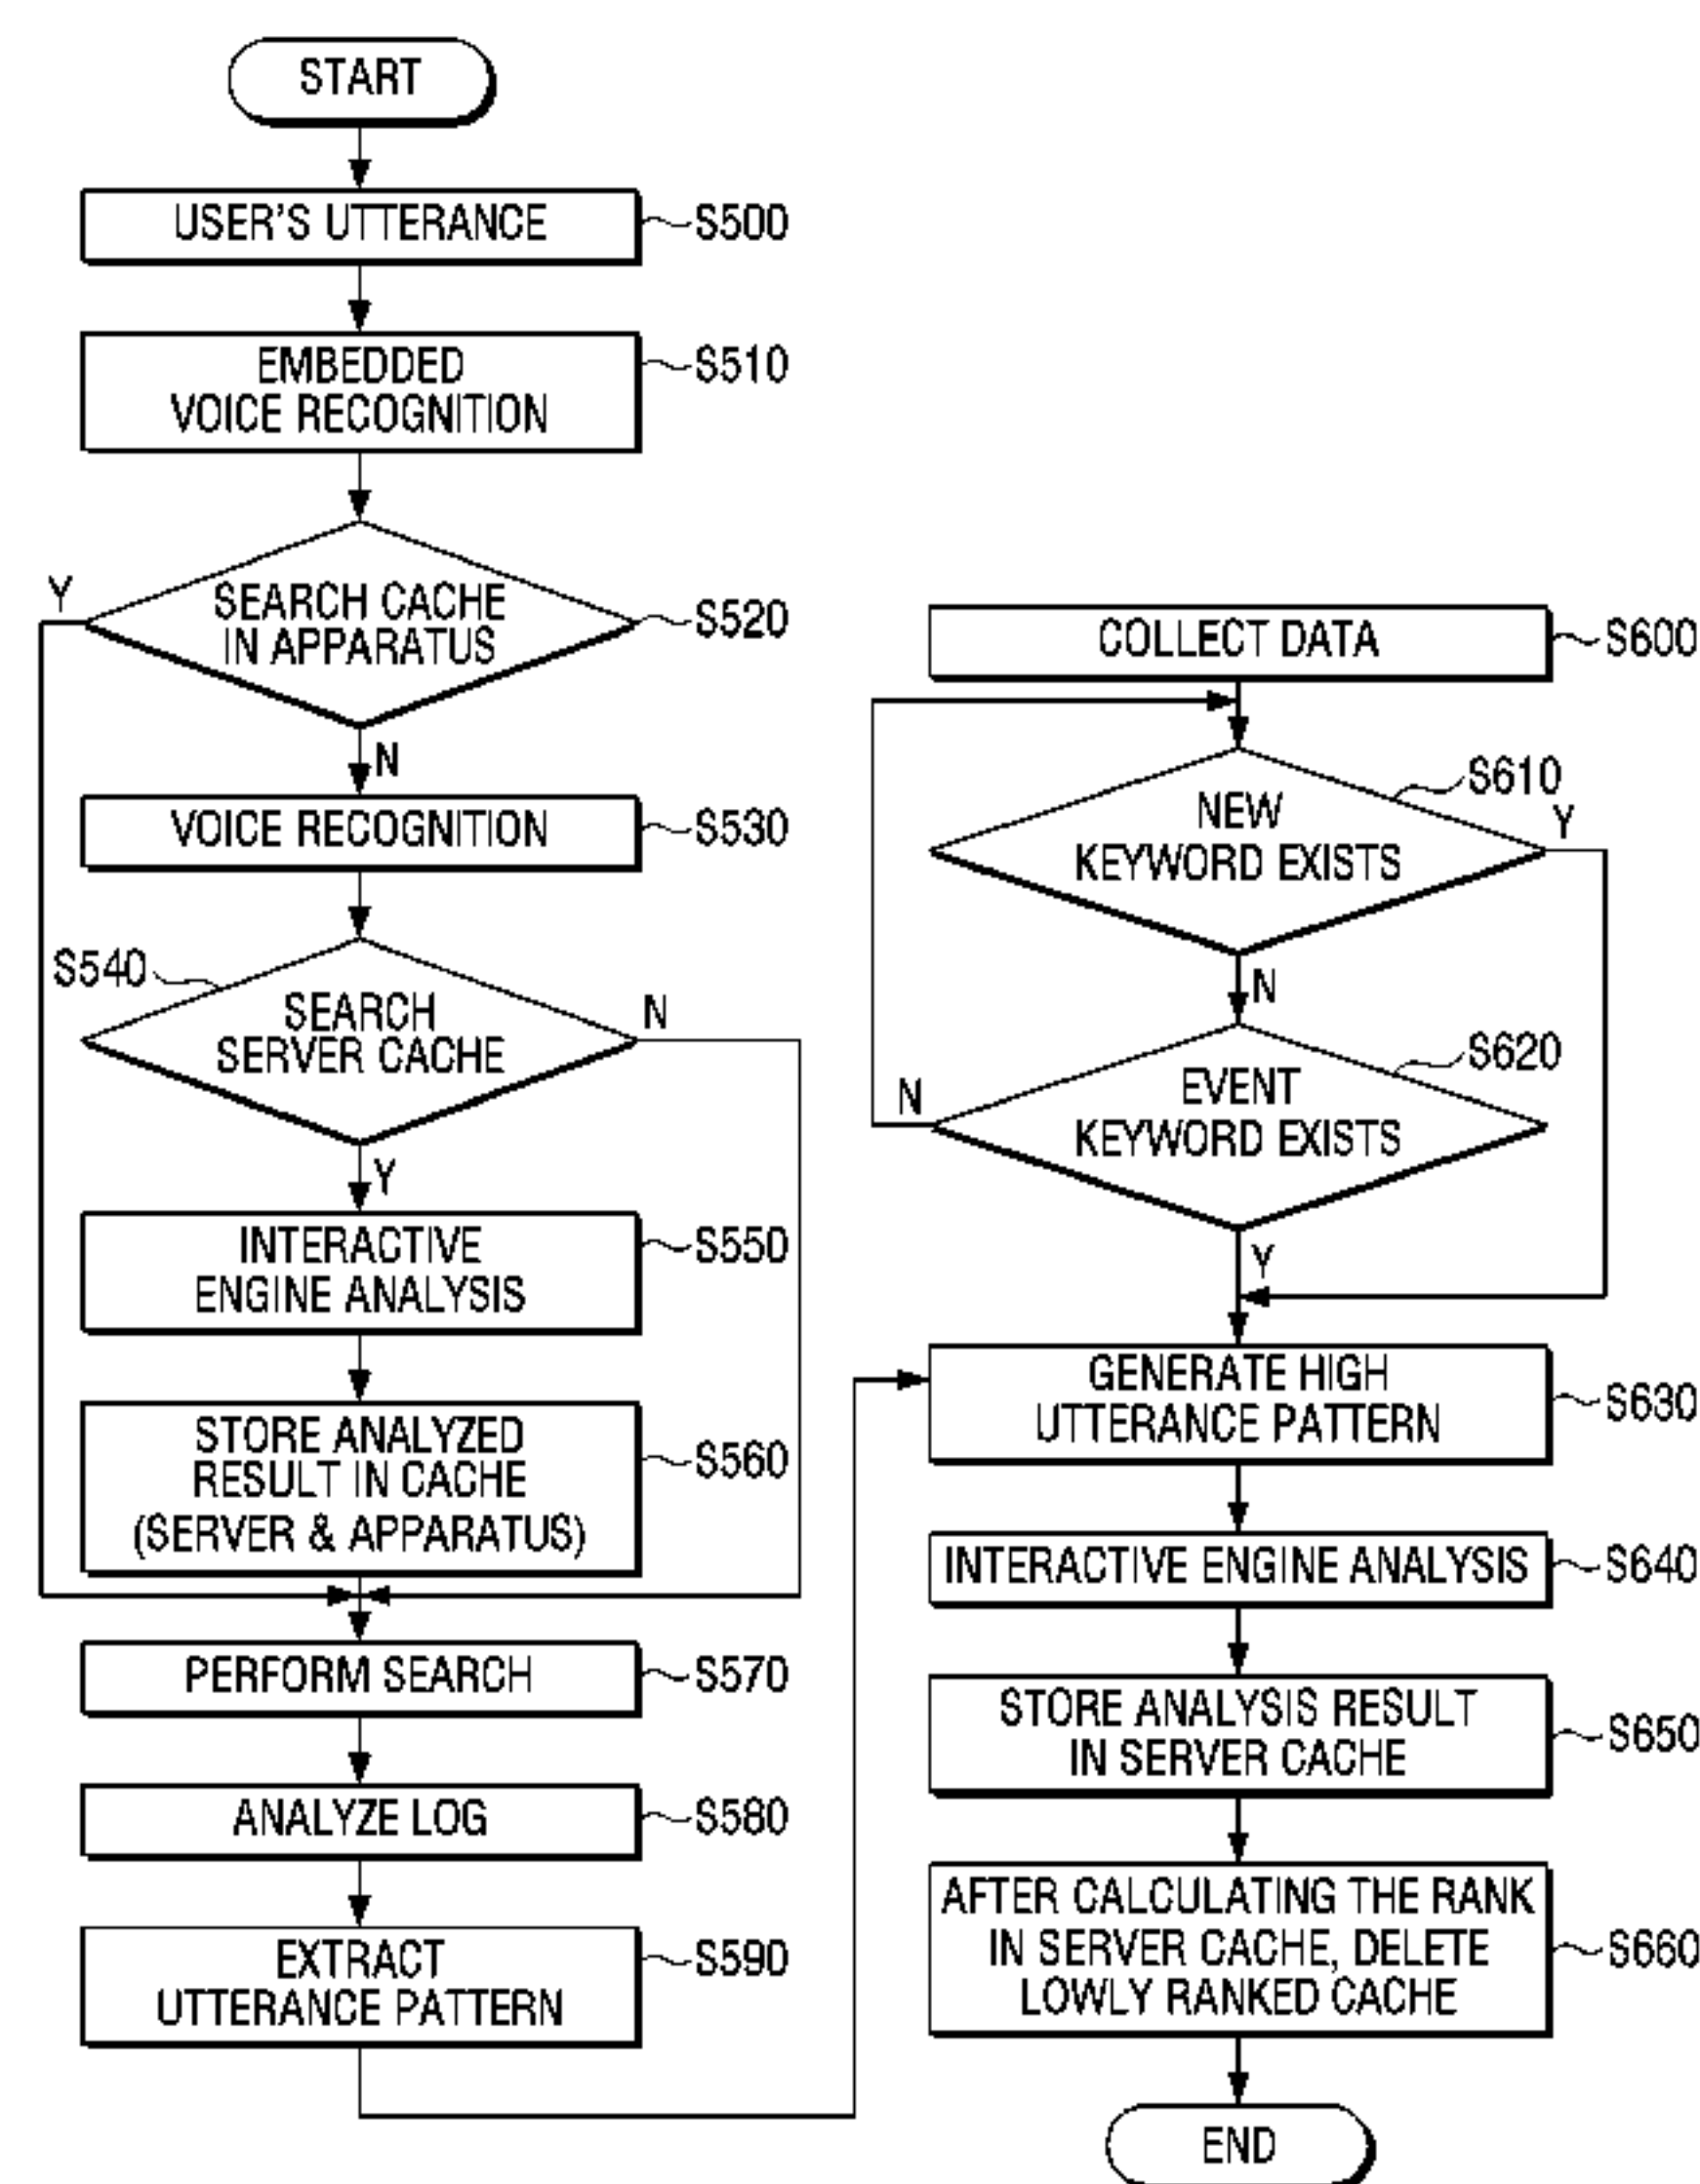 START
USER'S UTTERANCE
S500
EMBEDDED
VOICE RECOGNITION
S510
SEARCH CACHE
IN APPARATUS
S520
Y
N
VOICE RECOGNITION
S530
S540
SEARCH
SERVER CACHE
N
Y
INTERACTIVE
ENGINE ANALYSIS
S550
STORE ANALYZED
RESULT IN CACHE
(SERVER & APPARATUS)
S560
PERFORM SEARCH
S570
ANALYZE LOG
S580
EXTRACT
UTTERANCE PATTERN
S590
COLLECT DATA
S600
NEW
KEYWORD EXISTS
S610
Y
N
EVENT
KEYWORD EXISTS
S620
N
Y
GENERATE HIGH
UTTERANCE PATTERN
S630
INTERACTIVE ENGINE ANALYSIS
S640
STORE ANALYSIS RESULT
IN SERVER CACHE
S650
AFTER CALCULATING THE RANK
IN SERVER CACHE, DELETE
LOWLY RANKED CACHE
S660
END